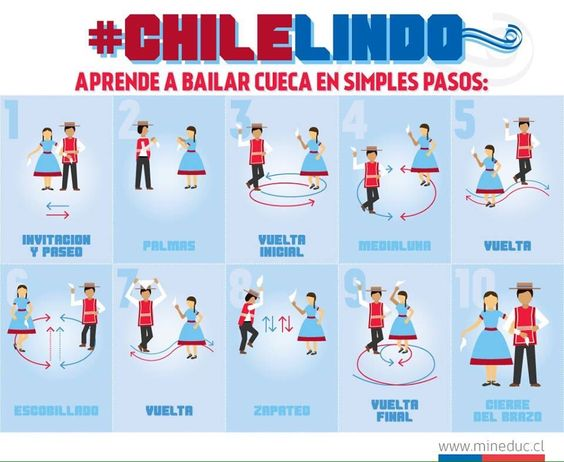 #CHILELINDO
APRENDE A BAILAR CUECA EN SIMPLES PASOS:
1
INVITACION
Y PASEO
2
PALMAS
3
VUELTA
INICIAL
4
MEDIALUNA
5
VUELTA
6
ESCOBILLADO
7
VUELTA
8
ZAPATEO
9
VUELTA
FINAL
10
CIERRE
DEL BRAZO
www.mineduc.cl